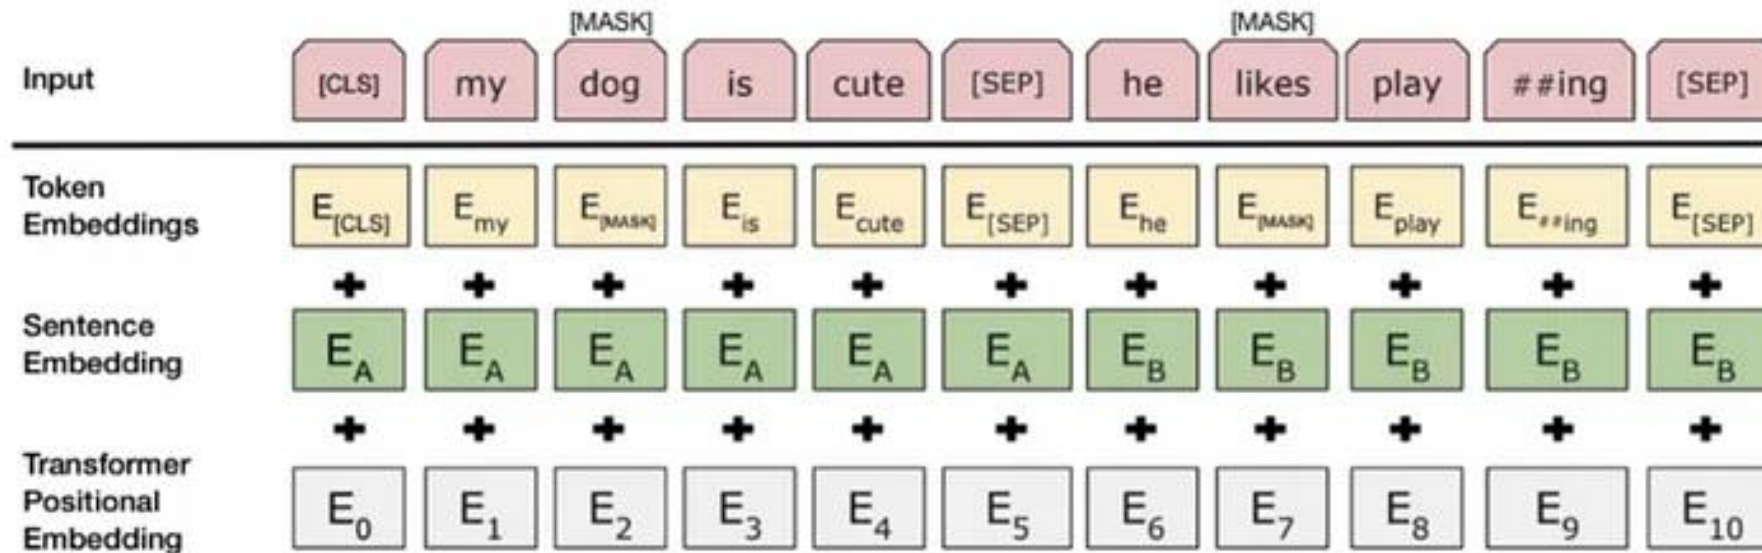 [MASK] [MASK]
Input [CLS] my dog is cute [SEP] he likes play ##ing [SEP]
Token Embeddings E[CLS] Emy E[MASK] Eis Ecute E[SEP] Ehe E[MASK] Eplay E##ing E[SEP]
+ + + + + + + + + + +
Sentence Embedding EA EA EA EA EA EA EB EB EB EB EB
+ + + + + + + + + + +
Transformer Positional Embedding E0 E1 E2 E3 E4 E5 E6 E7 E8 E9 E10